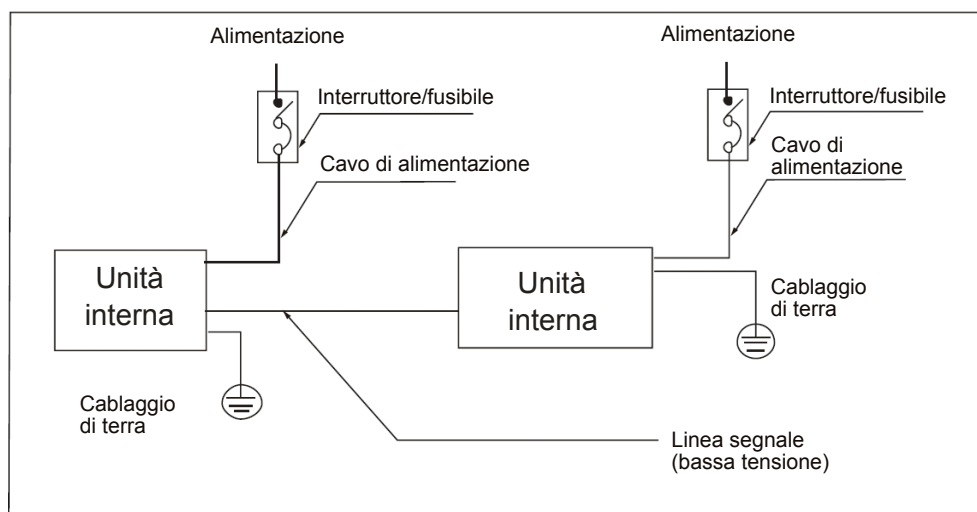 Alimentazione
Alimentazione
Interruttore/fusibile
Interruttore/fusibile
Cavo di alimentazione
Cavo di
alimentazione
Unità
interna
Unità
interna
Cablaggio
di terra
Cablaggio
di terra
Linea segnale
(bassa tensione)